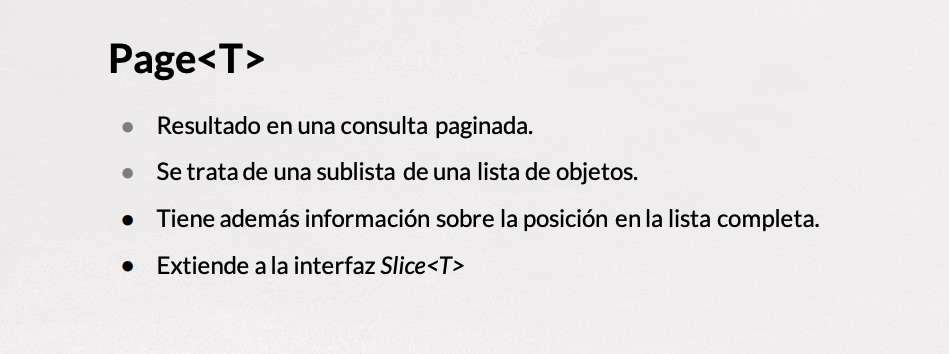 Page<T>
● Resultado en una consulta paginada.
● Se trata de una sublista de una lista de objetos.
● Tiene además información sobre la posición en la lista completa.
● Extiende a la interfaz Slice<T>